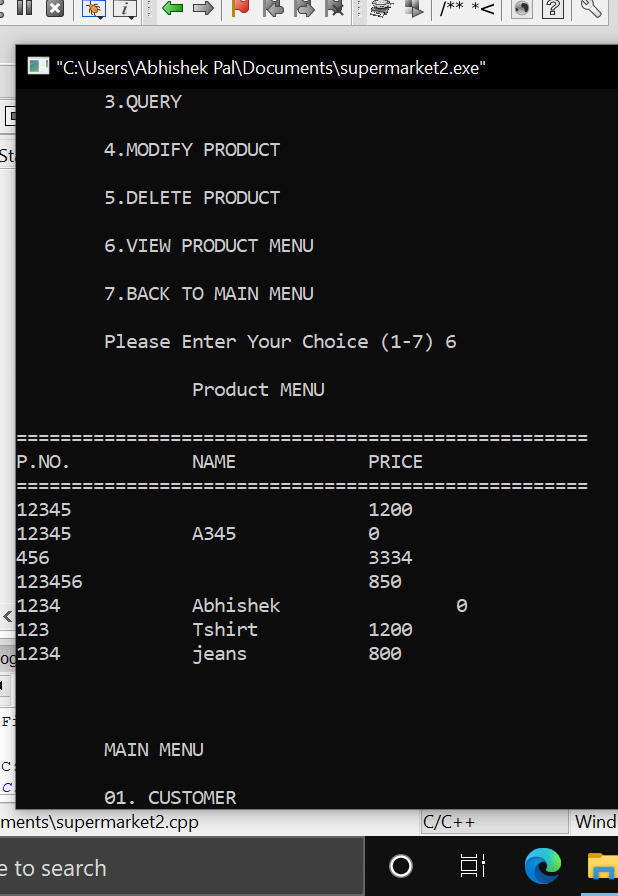 /** *<
"C:\Users\Abhishek Pal\Documents\supermarket2.exe"
3.QUERY
4.MODIFY PRODUCT
5.DELETE PRODUCT
6.VIEW PRODUCT MENU
7.BACK TO MAIN MENU
Please Enter Your Choice (1-7) 6
Product MENU
====================================================
P.NO. NAME PRICE
====================================================
12345 1200
12345 A345 0
456 3334
123456 850
1234 Abhishek 0
123 Tshirt 1200
1234 jeans 800
MAIN MENU
01. CUSTOMER
ments\supermarket2.cpp C/C++ Wind
e to search